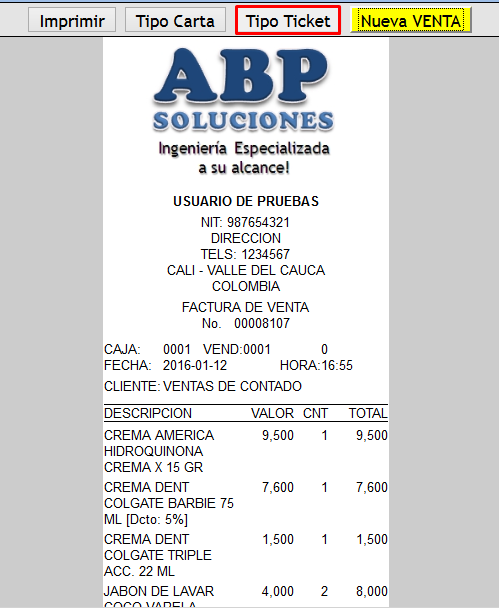 Imprimir Tipo Carta Tipo Ticket Nueva VENTA
ABP
SOLUCIONES
Ingeniería Especializada
a su alcance!
USUARIO DE PRUEBAS
NIT: 987654321
DIRECCION
TELS: 1234567
CALI - VALLE DEL CAUCA
COLOMBIA
FACTURA DE VENTA
No. 00008107
CAJA: 0001 VEND:0001 0
FECHA: 2016-01-12 HORA:16:55
CLIENTE: VENTAS DE CONTADO
DESCRIPCION VALOR CNT TOTAL
CREMA AMERICA 9,500 1 9,500
HIDROQUINONA
CREMA X 15 GR
CREMA DENT 7,600 1 7,600
COLGATE BARBIE 75
ML [Dcto: 5%]
CREMA DENT 1,500 1 1,500
COLGATE TRIPLE
ACC. 22 ML
JABON DE LAVAR 4,000 2 8,000
COCO VARELA